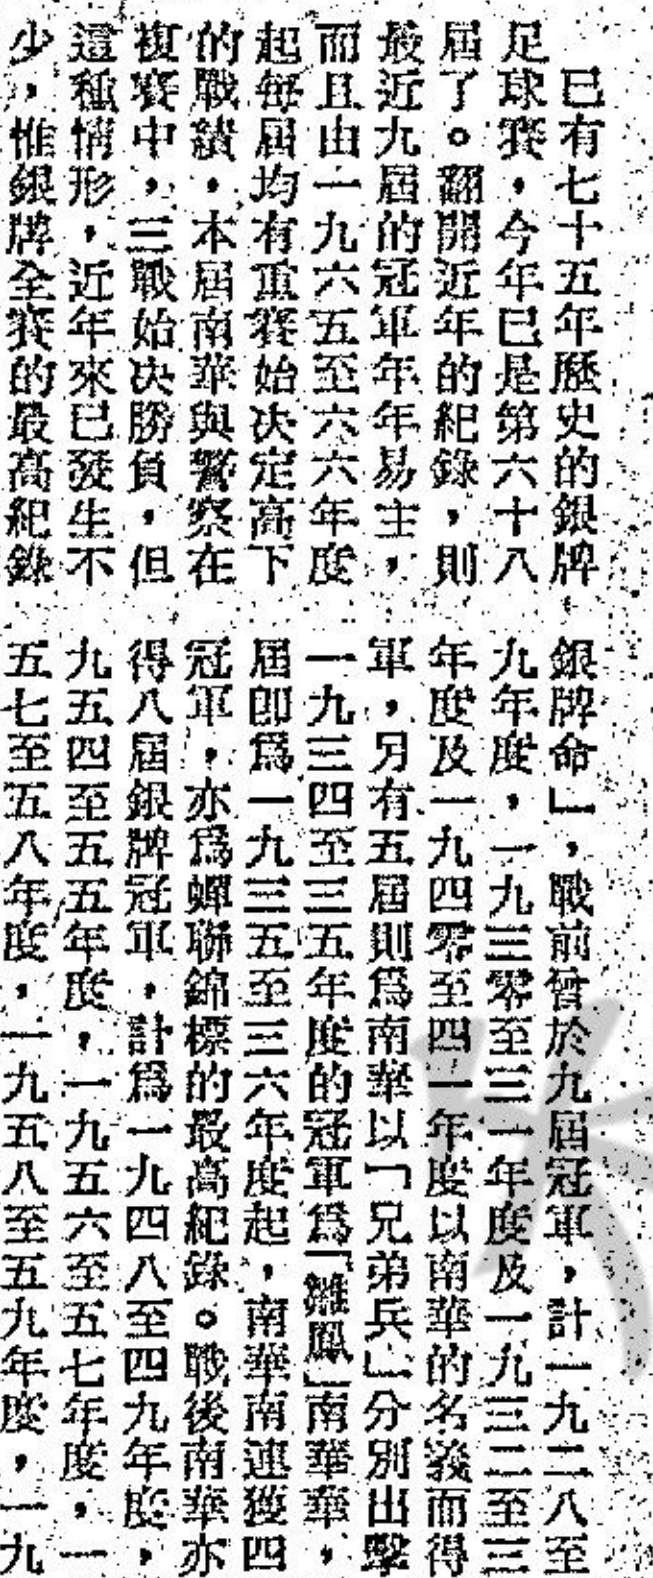 已有七十五年歷史的銀牌
足球賽，今年已是第六十八
屆了。翻開近年的紀錄，則
最近九屆的冠軍年年易主，
而且由一九六五至六六年度
起每屆均有重賽始决定高下
的戰績，本屆南華與警察在
複賽中，三戰始决勝負，但
這種情形，近年來已發生不
少，惟銀牌全賽的最高紀錄
銀牌命」，戰前曾於九屆冠軍，計一九二八至
九年度，一九三零至三一年度及一九三二至三
年度及一九四零至四一年度以南華的名義而得
軍，另有五屆則爲南華以「兄弟兵」分別出擊
一九三四至三五年度的冠軍爲「雛鳳」南華華，
屆卽爲一九三五至三六年度起，南華南連獲四
冠軍，亦爲蟬聯錦標的最高紀錄。戰後南華亦
得八屆銀牌冠軍，計爲一九四八至四九年度，
九五四至五五年度，一九五六至五七年度，一
五七至五八年度，一九五八至五九年度，一九